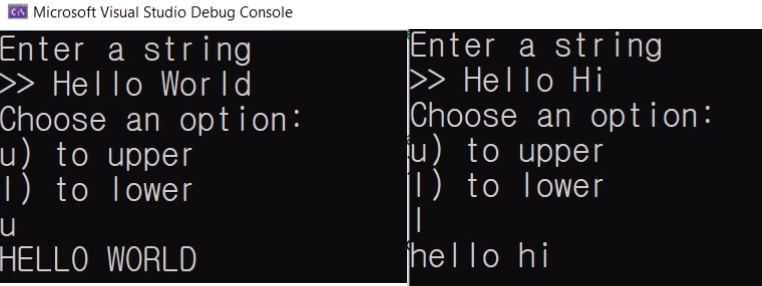 Microsoft Visual Studio Debug Console
Enter a string
>> Hello World
Choose an option:
u) to upper
l) to lower
u
HELLO WORLD
Enter a string
>> Hello Hi
Choose an option:
u) to upper
l) to lower
l
hello hi